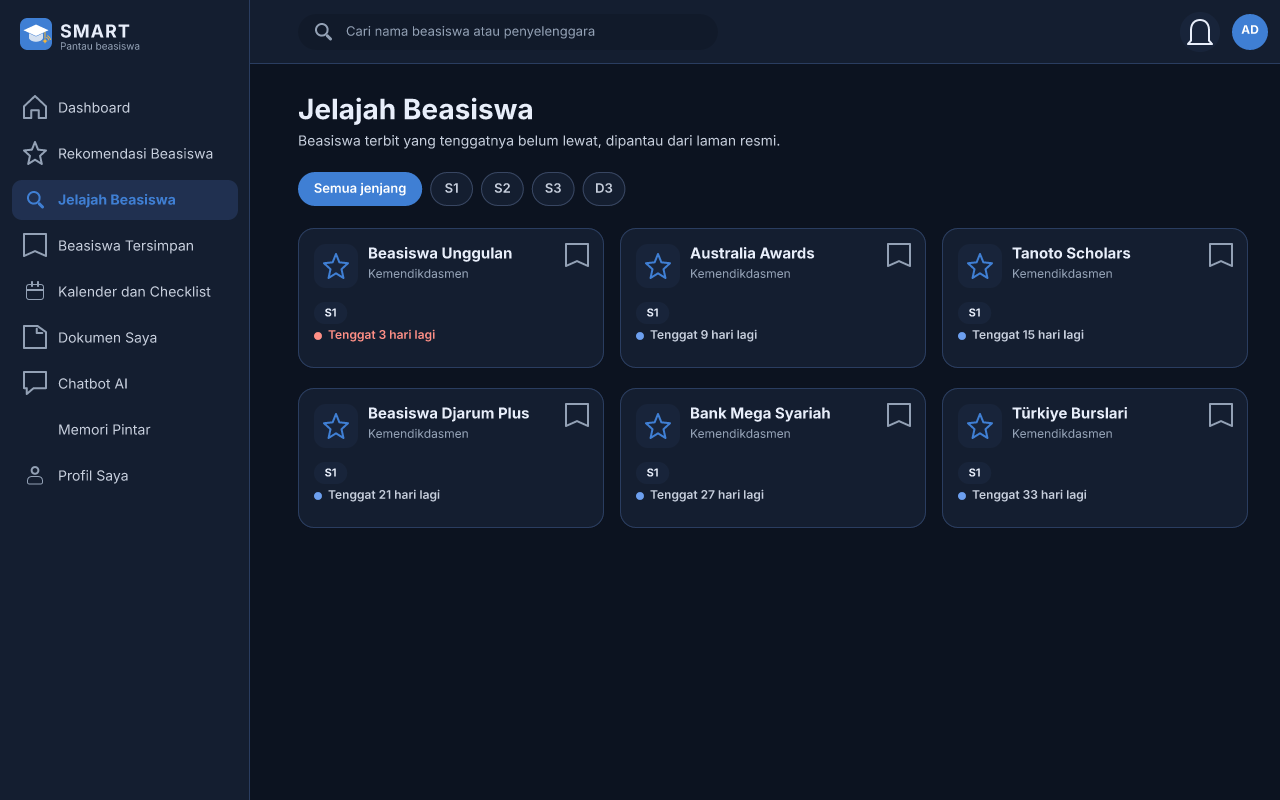 SMART
Pantau beasiswa
Cari nama beasiswa atau penyelenggara
AD
Dashboard
Rekomendasi Beasiswa
Jelajah Beasiswa
Beasiswa Tersimpan
Kalender dan Checklist
Dokumen Saya
Chatbot AI
Memori Pintar
Profil Saya
Jelajah Beasiswa
Beasiswa terbit yang tenggatnya belum lewat, dipantau dari laman resmi.
Semua jenjang
S1
S2
S3
D3
Beasiswa Unggulan
Kemendikdasmen
S1
Tenggat 3 hari lagi
Australia Awards
Kemendikdasmen
S1
Tenggat 9 hari lagi
Tanoto Scholars
Kemendikdasmen
S1
Tenggat 15 hari lagi
Beasiswa Djarum Plus
Kemendikdasmen
S1
Tenggat 21 hari lagi
Bank Mega Syariah
Kemendikdasmen
S1
Tenggat 27 hari lagi
Türkiye Burslari
Kemendikdasmen
S1
Tenggat 33 hari lagi